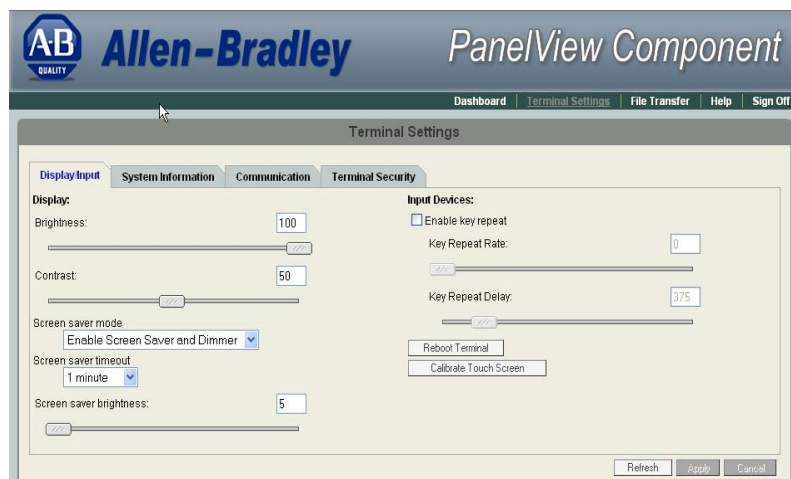 A·B QUALITY
Allen-Bradley
PanelView Component
Dashboard | Terminal Settings | File Transfer | Help | Sign Off
Terminal Settings
Display/Input
System Information
Communication
Terminal Security
Display:
Brightness: 100
Contrast: 50
Screen saver mode
Enable Screen Saver and Dimmer
Screen saver timeout
1 minute
Screen saver brightness: 5
Input Devices:
Enable key repeat
Key Repeat Rate: 0
Key Repeat Delay: 375
Reboot Terminal
Calibrate Touch Screen
Refresh
Apply
Cancel